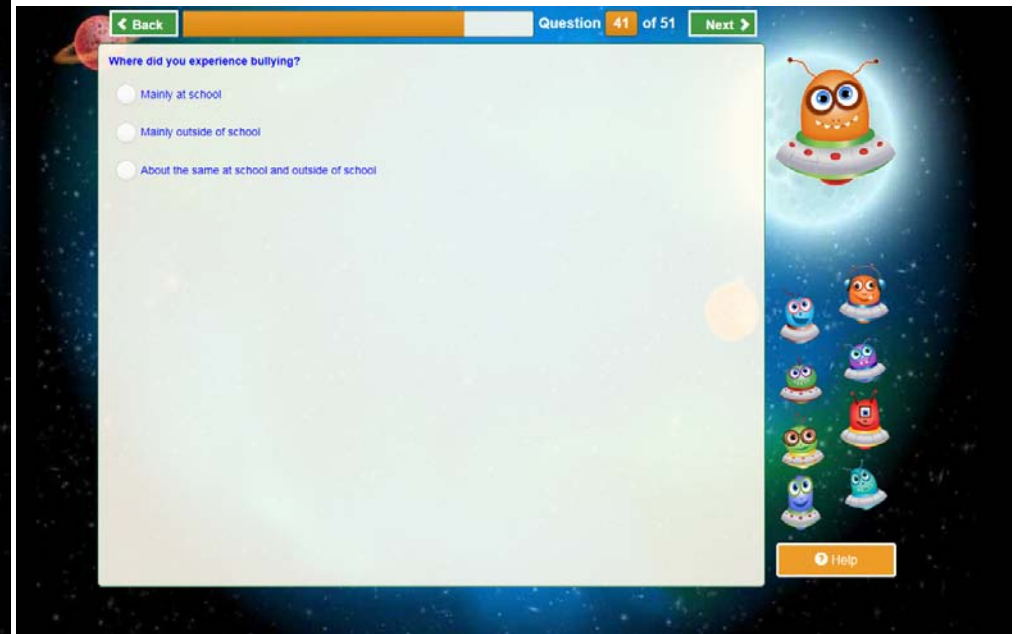 Back Question 41 of 51 Next
Where did you experience bullying?
Mainly at school
Mainly outside of school
About the same at school and outside of school
? Help